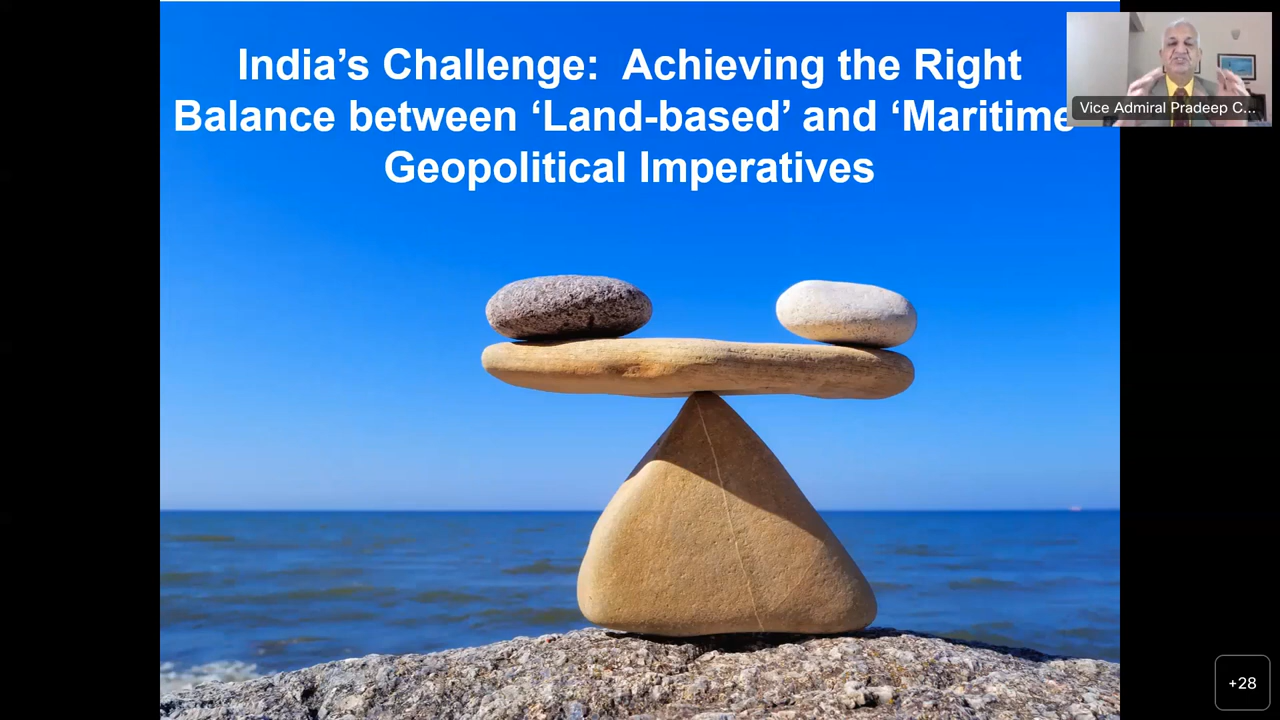 India’s Challenge:  Achieving the Right
Balance between ‘Land-based’ and ‘Maritime
Geopolitical Imperatives
Vice Admiral Pradeep C...
+28